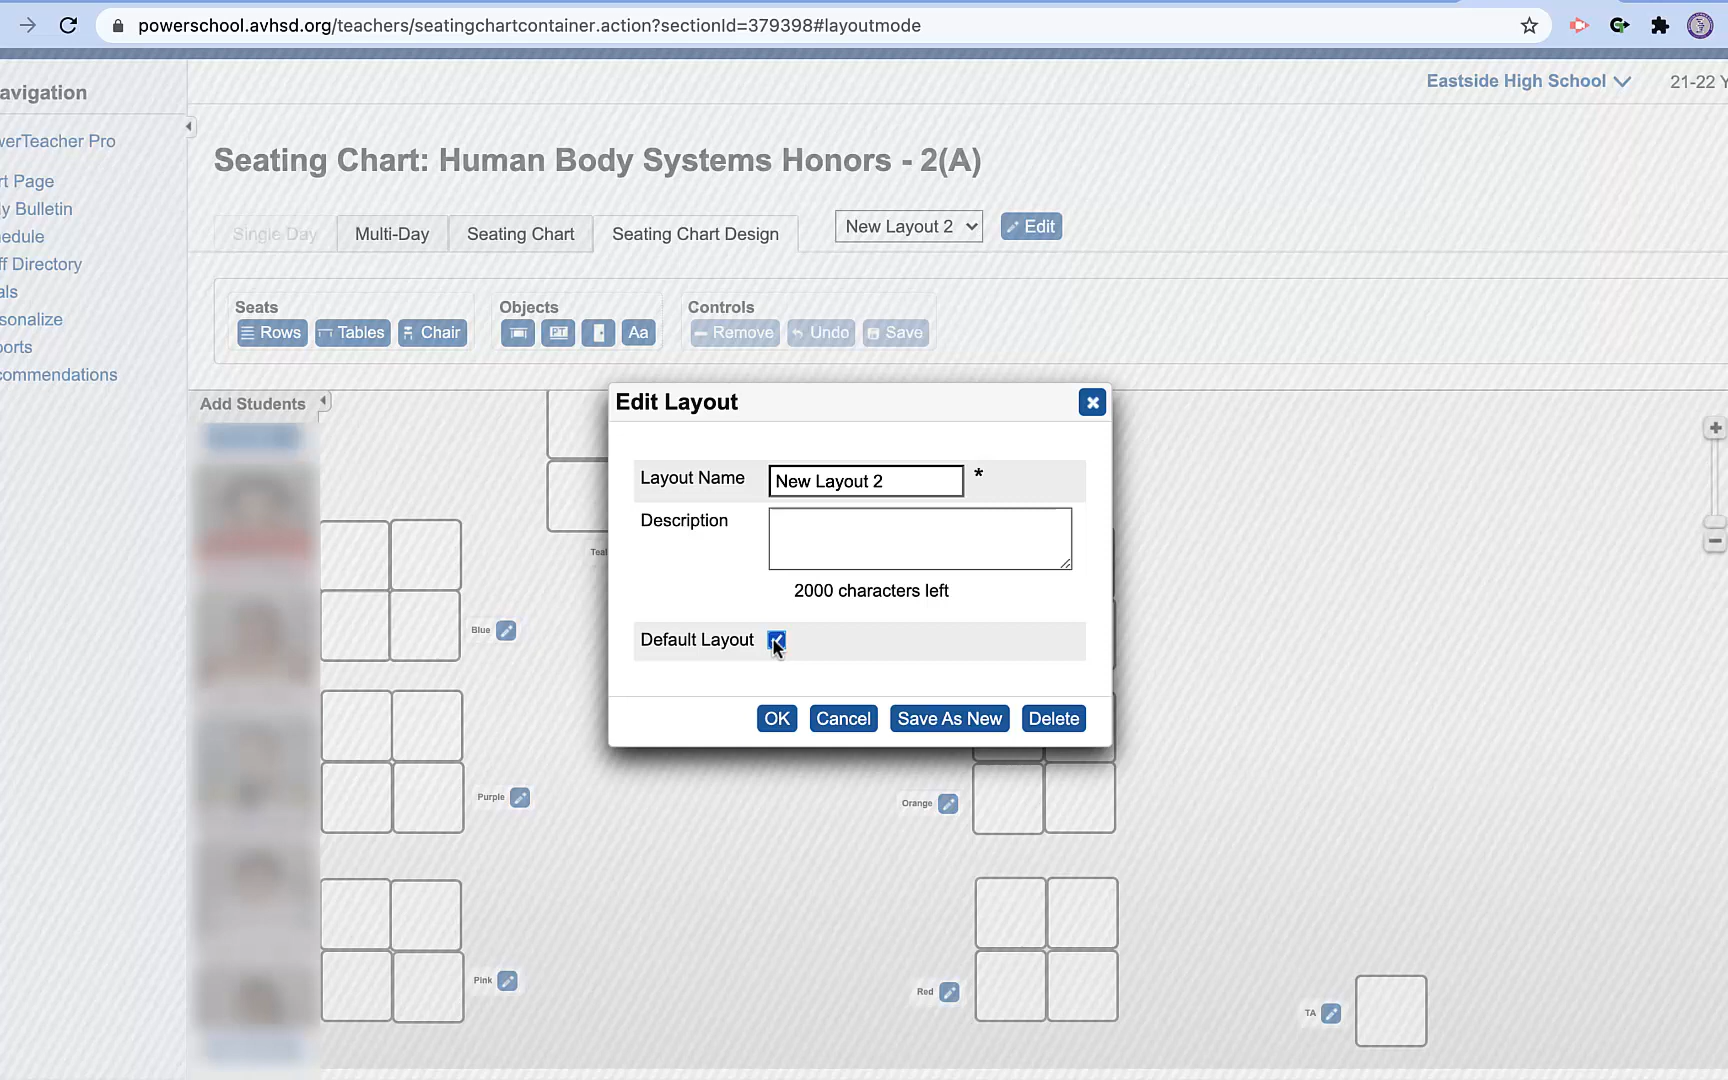 powerschool.avhsd.org/teachers/seatingchartcontainer.action?sectionId=379398#layoutmode
avigation
Eastside High School
21-22 Y
werTeacher Pro
rt Page
y Bulletin
edule
ff Directory
als
sonalize
orts
commendations
Seating Chart: Human Body Systems Honors - 2(A)
Single Day
Multi-Day
Seating Chart
Seating Chart Design
New Layout 2
Edit
Seats
Objects
Controls
Rows
Tables
Chair
PT
Aa
Remove
Undo
Save
Add Students
Edit Layout
Layout Name
New Layout 2
*
Description
2000 characters left
Default Layout
OK
Cancel
Save As New
Delete
Teal
Blue
Purple
Orange
Pink
Red
TA